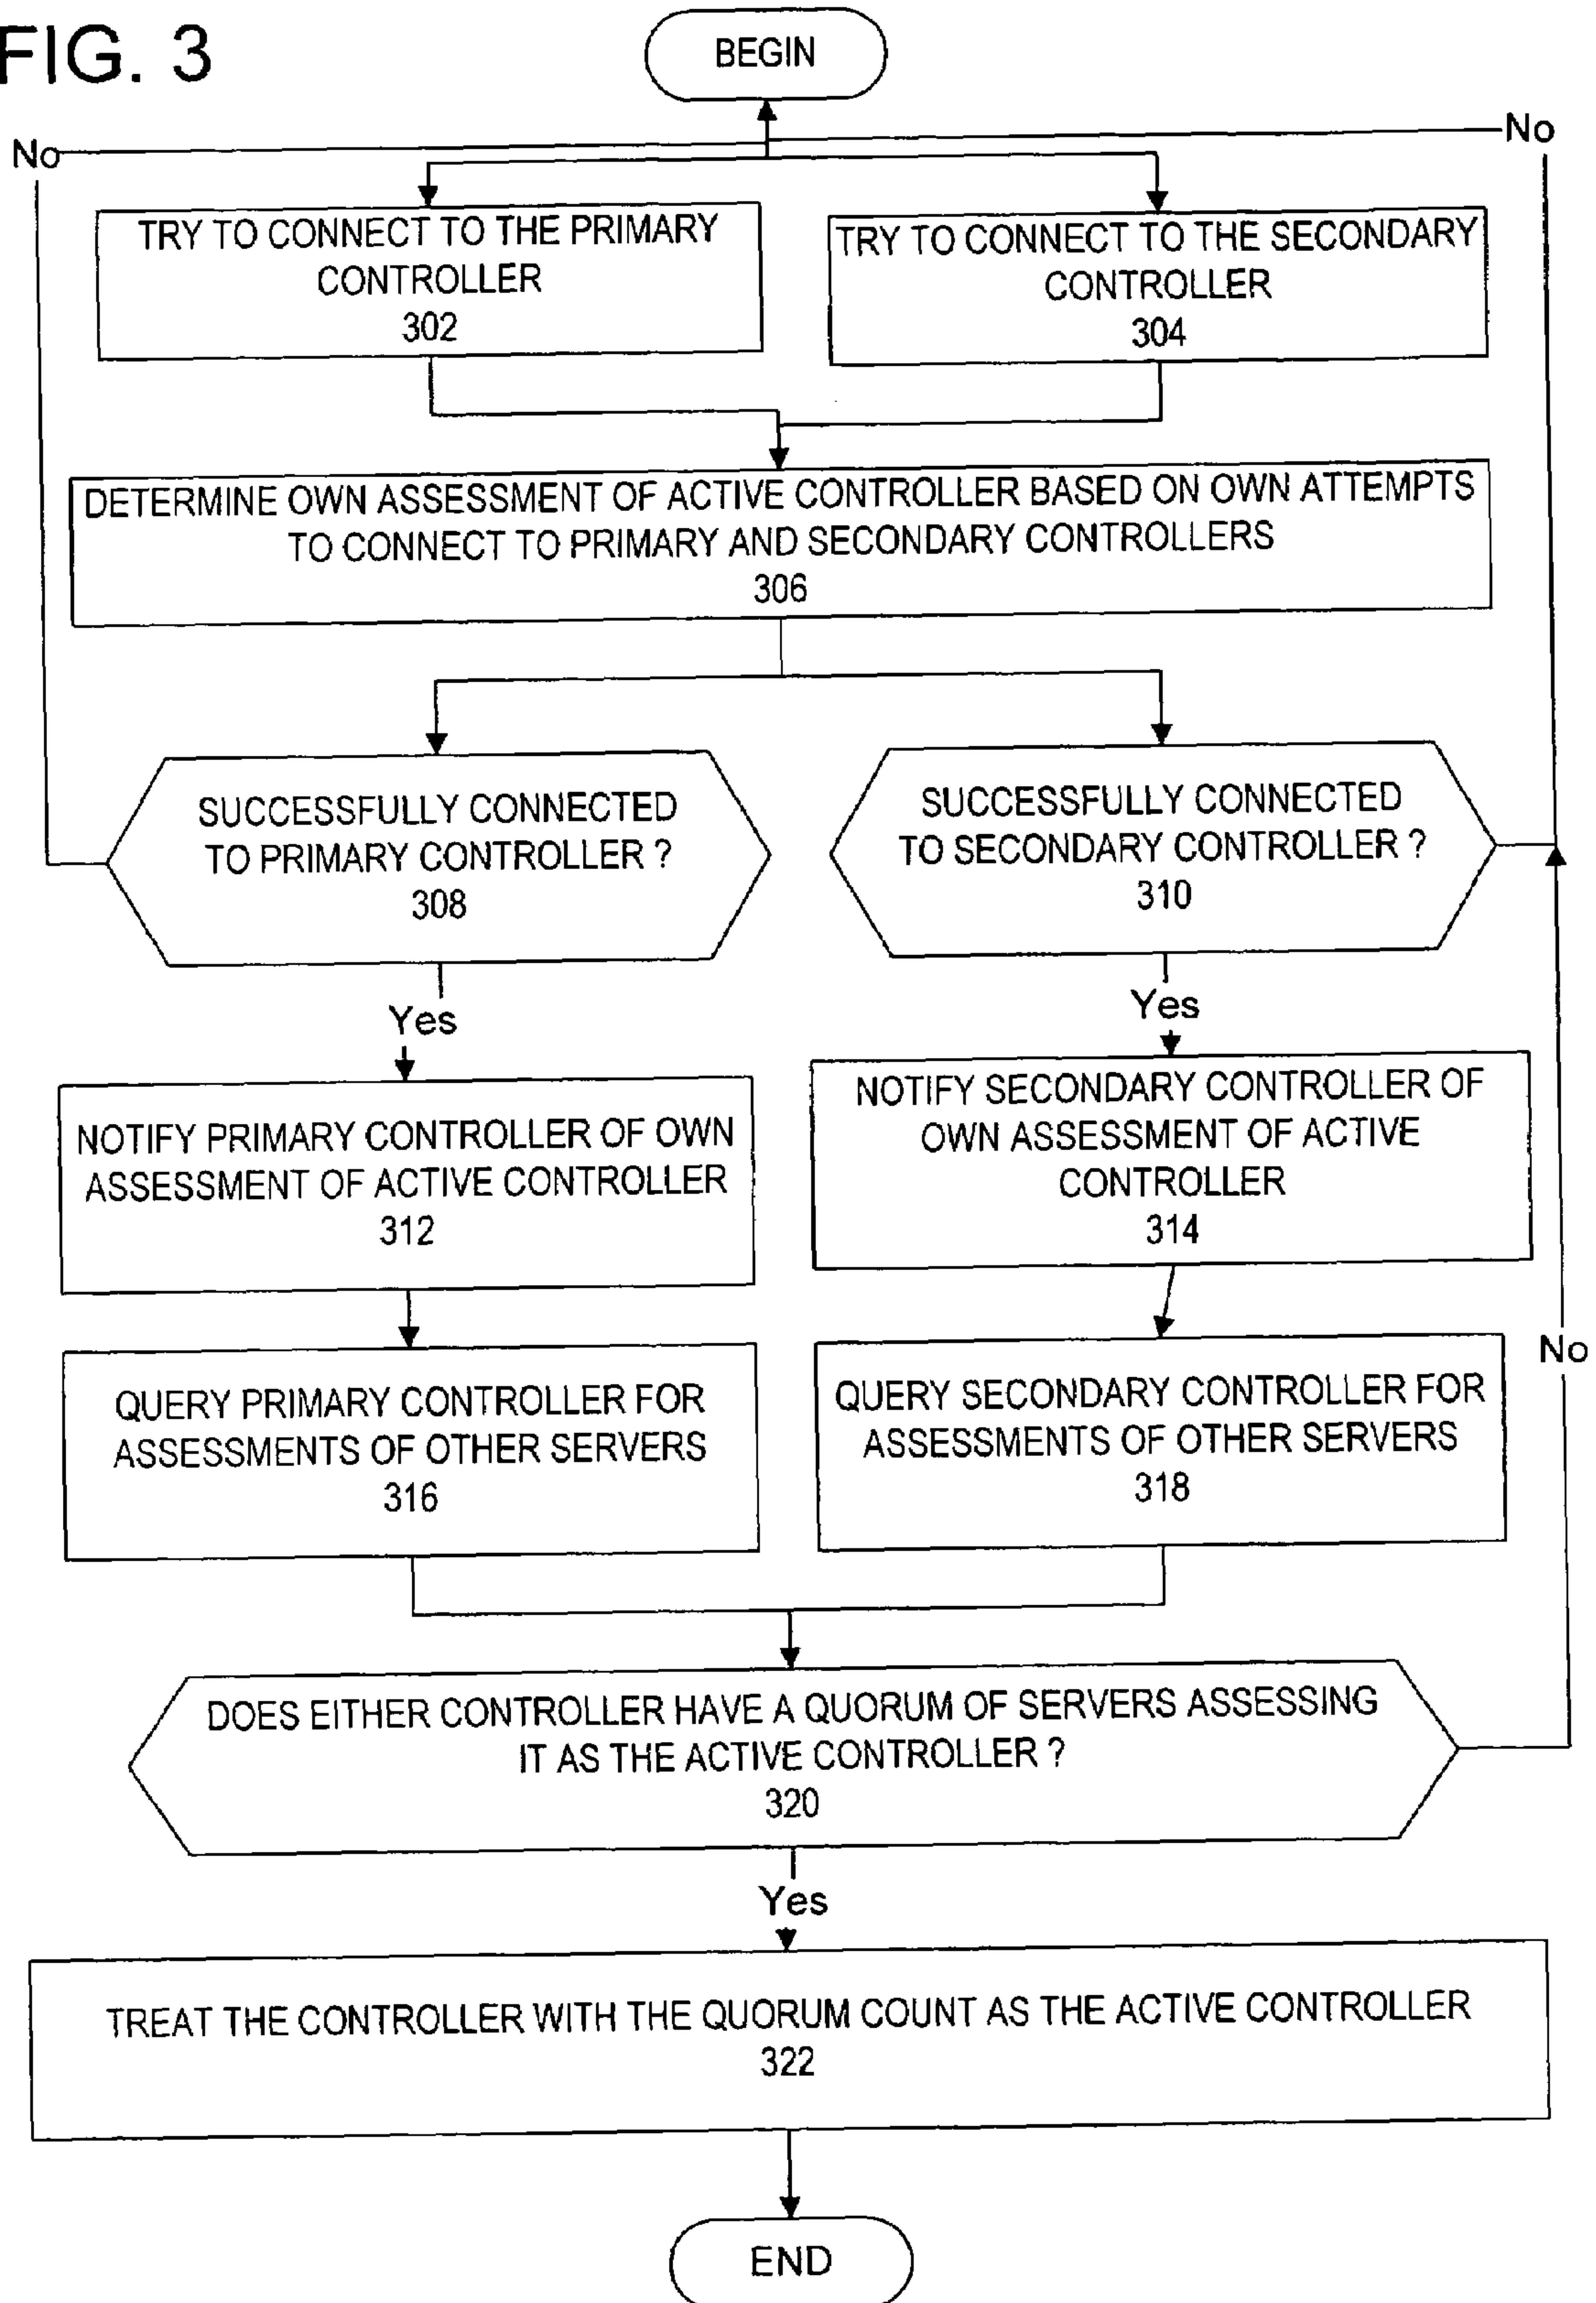 FIG. 3
BEGIN
No
No
TRY TO CONNECT TO THE PRIMARY
CONTROLLER
302
TRY TO CONNECT TO THE SECONDARY
CONTROLLER
304
DETERMINE OWN ASSESSMENT OF ACTIVE CONTROLLER BASED ON OWN ATTEMPTS
TO CONNECT TO PRIMARY AND SECONDARY CONTROLLERS
306
SUCCESSFULLY CONNECTED
TO PRIMARY CONTROLLER ?
308
SUCCESSFULLY CONNECTED
TO SECONDARY CONTROLLER ?
310
Yes
Yes
NOTIFY PRIMARY CONTROLLER OF OWN
ASSESSMENT OF ACTIVE CONTROLLER
312
NOTIFY SECONDARY CONTROLLER OF
OWN ASSESSMENT OF ACTIVE
CONTROLLER
314
No
QUERY PRIMARY CONTROLLER FOR
ASSESSMENTS OF OTHER SERVERS
316
QUERY SECONDARY CONTROLLER FOR
ASSESSMENTS OF OTHER SERVERS
318
DOES EITHER CONTROLLER HAVE A QUORUM OF SERVERS ASSESSING
IT AS THE ACTIVE CONTROLLER ?
320
Yes
TREAT THE CONTROLLER WITH THE QUORUM COUNT AS THE ACTIVE CONTROLLER
322
END